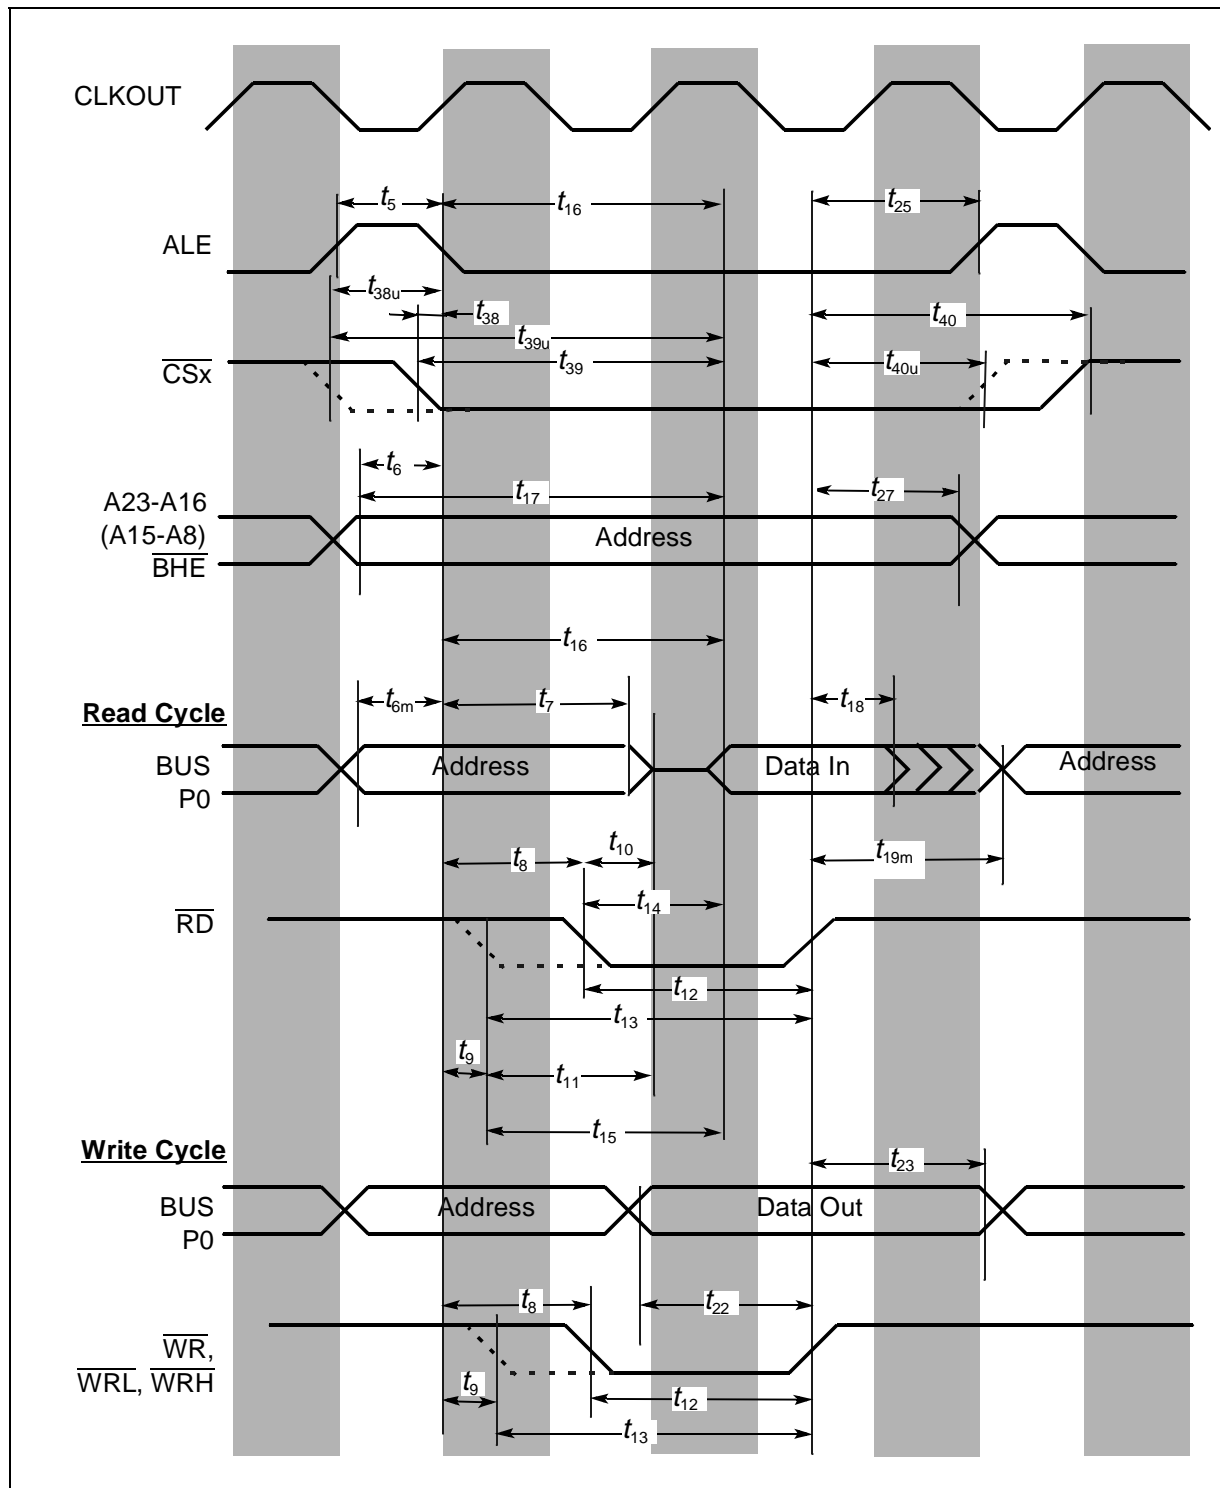 CLKOUT
t5
t16
t25
ALE
t38u
t38
t40
t39u
CSx
t39
t40u
t6
A23-A16
t17
t27
(A15-A8)
Address
BHE
t16
t6m
t7
t18
Read Cycle
BUS
Address
Data In
Address
P0
t10
t8
t19m
t14
RD
t12
t13
t9
t11
t15
Write Cycle
t23
BUS
Address
Data Out
P0
t8
t22
WR,
WRL, WRH
t9
t12
t13